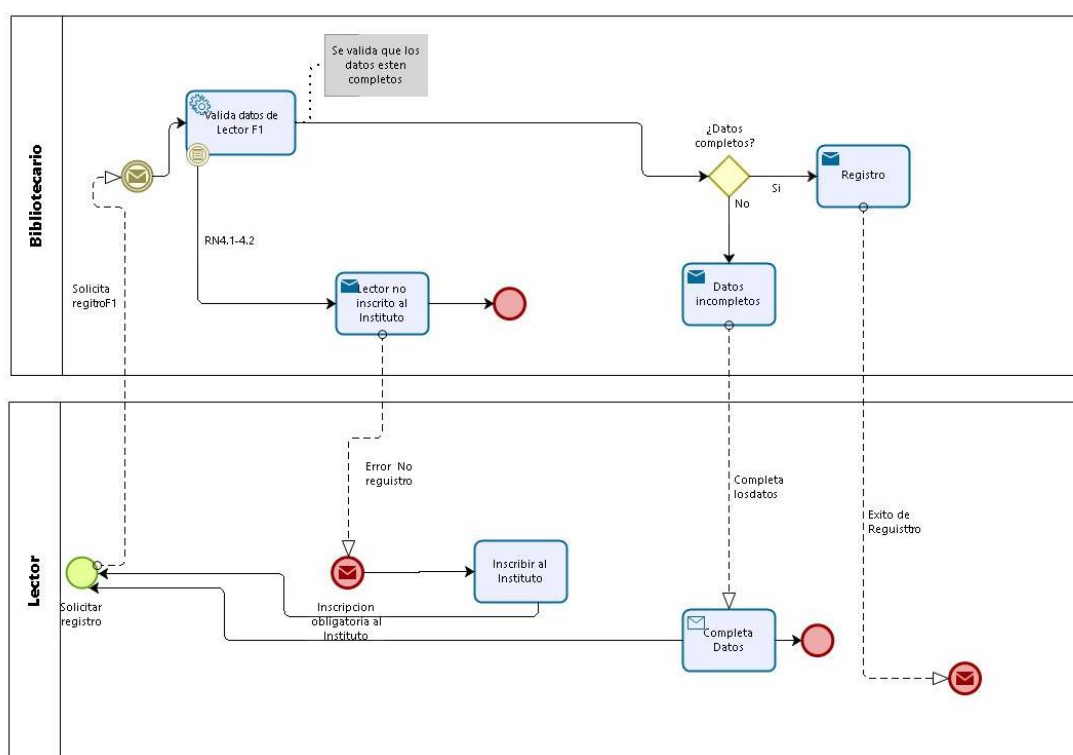 Bibliotecario
Se valida que los
datos esten
completos
Valida datos de
Lector F1
¿Datos
completos?
Si
Registro
No
RN4.1-4.2
Solicita
regitroF1
Lector no
inscrito al
Instituto
Datos
incompletos
Lector
Error No
reguistro
Completa
losdatos
Exito de
Reguisttro
Inscribir al
Instituto
Solicitar
registro
Inscripcion
obligatoria al
Instituto
Completa
Datos